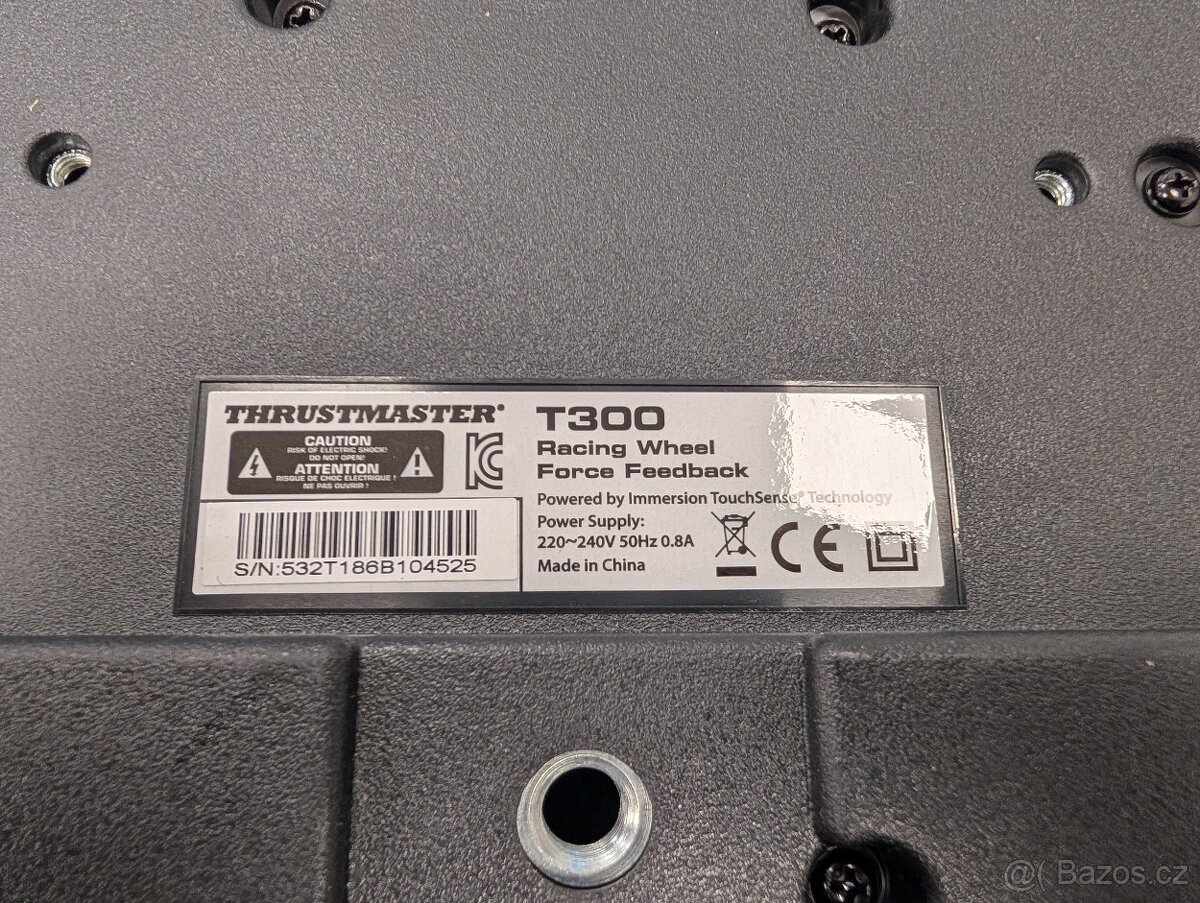 THRUSTMASTER®
CAUTION
RISK OF ELECTRIC SHOCK!
DO NOT OPEN!
ATTENTION
RISQUE DE CHOC ELECTRIQUE !
NE PAS OUVRIR !
S/N:532T186B104525
T300
Racing Wheel
Force Feedback
Powered by Immersion TouchSense® Technology
Power Supply:
220~240V 50Hz 0.8A
Made in China
CE
@( Bazos.cz